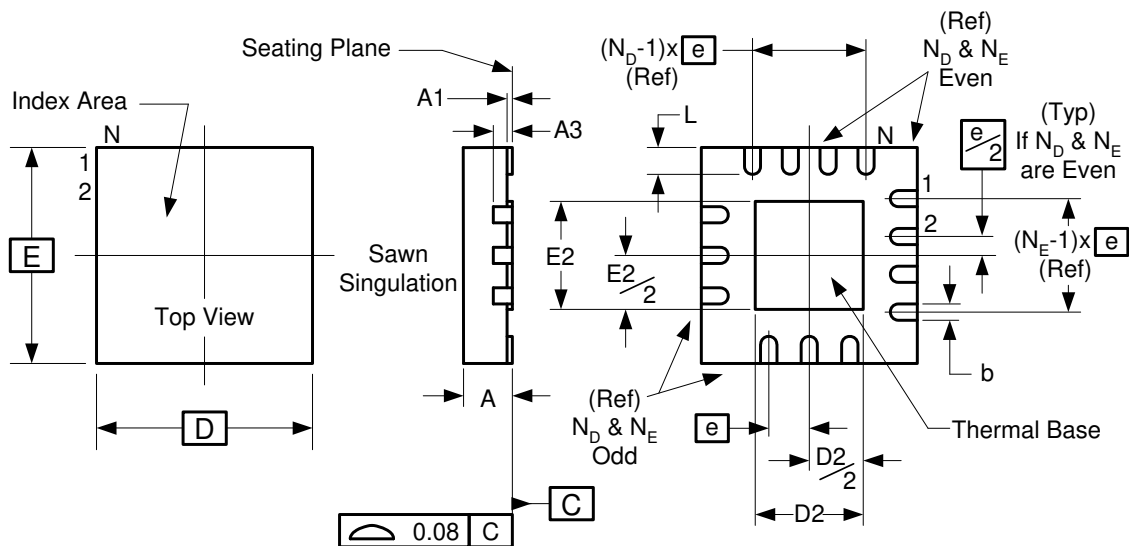 Seating Plane
Index Area
N
1
2
E
Top View
D
A1
A3
Sawn
Singulation
A
C
0.08 C
(N_D-1)x e
(Ref)
(Ref)
N_D & N_E
Even
L
N
e/2
(Typ)
If N_D & N_E
are Even
1
2
(N_E-1)x e
(Ref)
E2
E2/2
b
(Ref)
N_D & N_E
Odd
e
Thermal Base
D2/2
D2